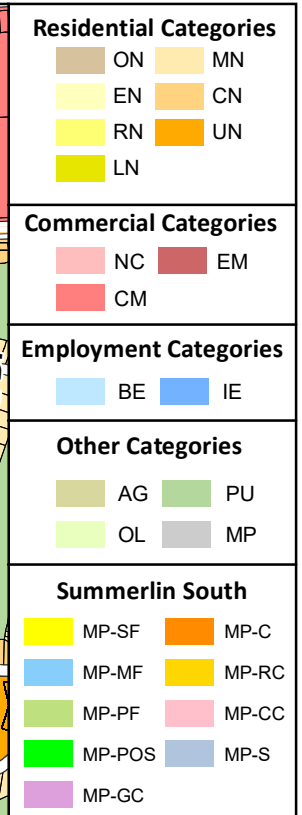 Residential Categories
ON MN
EN CN
RN UN
LN
Commercial Categories
NC EM
CM
Employment Categories
BE IE
Other Categories
AG PU
OL MP
Summerlin South
MP-SF MP-C
MP-MF MP-RC
MP-PF MP-CC
MP-POS MP-S
MP-GC